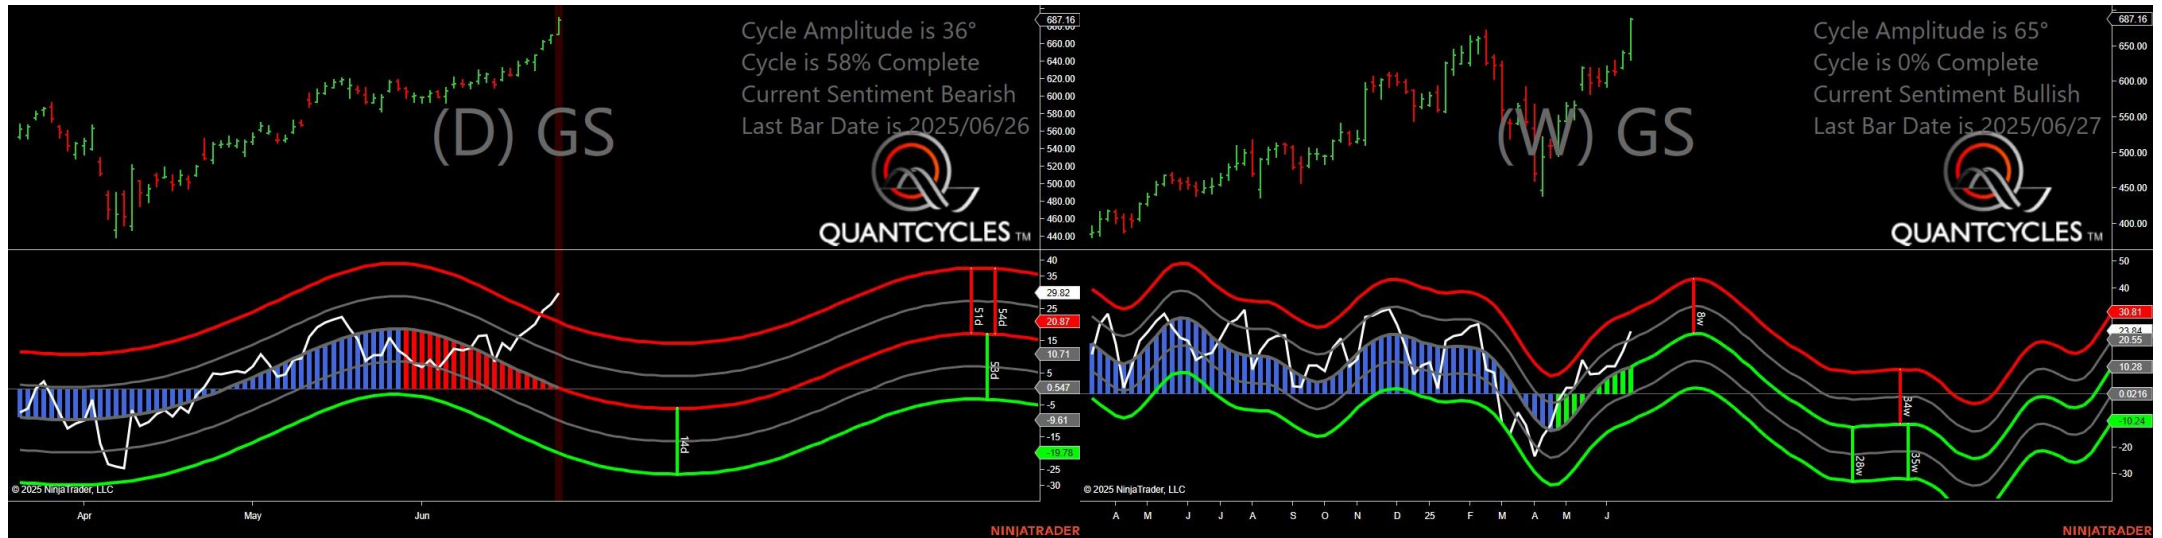 Cycle Amplitude is 36°
Cycle is 58% Complete
Current Sentiment Bearish
Last Bar Date is 2025/06/26
(D) GS
QUANTCYCLES TM
687.16
660.00
640.00
620.00
600.00
580.00
560.00
540.00
520.00
500.00
480.00
460.00
440.00
40
35
29.82
25
20.87
15
10.71
5
0.547
-5
-9.61
-15
-19.78
-25
-30
51d
54d
53d
14d
© 2025 NinjaTrader, LLC
Apr May Jun
NINJATRADER
Cycle Amplitude is 65°
Cycle is 0% Complete
Current Sentiment Bullish
Last Bar Date is 2025/06/27
(W) GS
QUANTCYCLES TM
687.16
650.00
600.00
550.00
500.00
450.00
400.00
50
40
30.81
23.84
20.55
10.28
0.0216
-10.24
-20
-30
8w
34w
28w
35w
© 2025 NinjaTrader, LLC
A M J J A S O N D 25 F M A M J
NINJATRADER